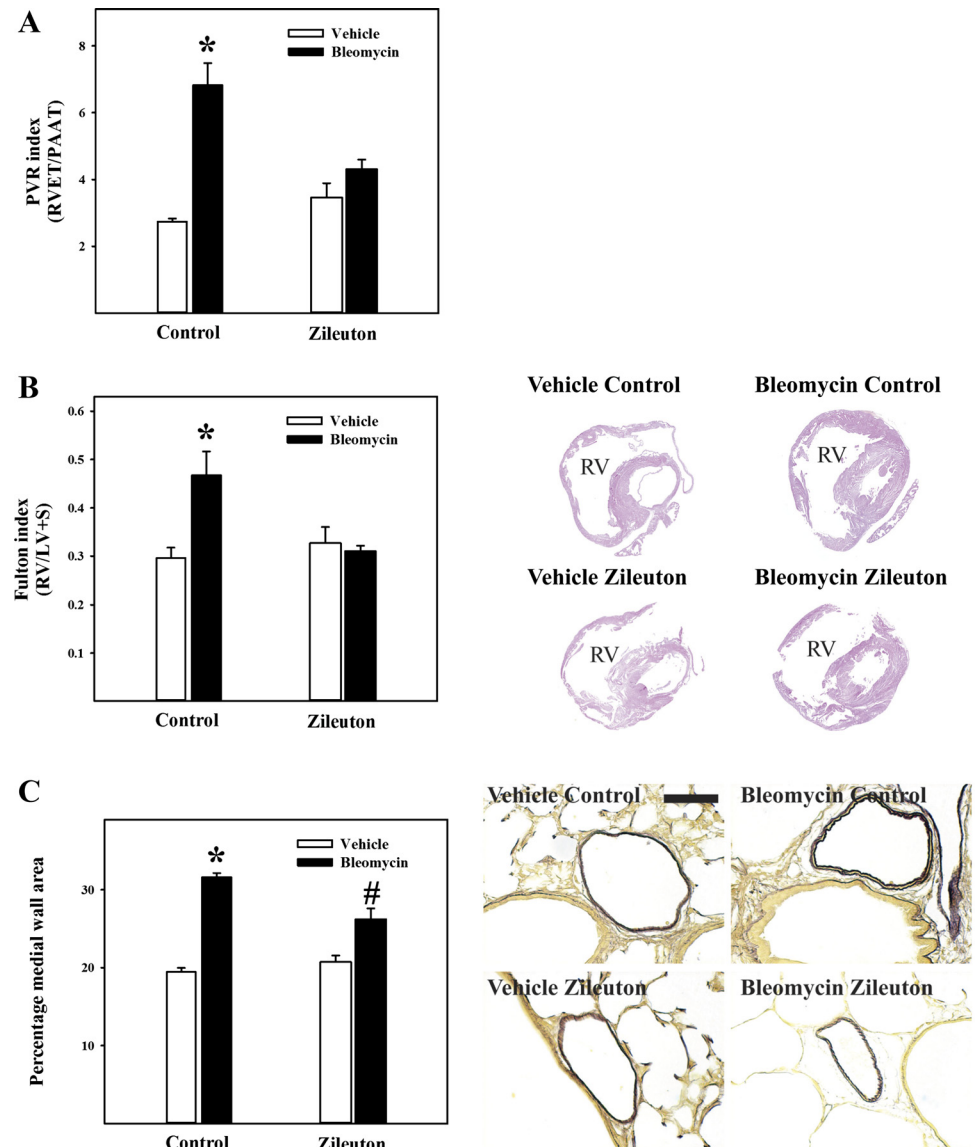 A
PVR index
(RVET/PAAT)
8
6
4
2
*
Vehicle
Bleomycin
Control
Zileuton
B
Fulton index
(RV/LV+S)
0.6
0.5
0.4
0.3
0.2
0.1
*
Vehicle
Bleomycin
Control
Zileuton
Vehicle Control
Bleomycin Control
RV
RV
Vehicle Zileuton
Bleomycin Zileuton
RV
RV
C
Percentage medial wall area
30
20
10
*
#
Vehicle
Bleomycin
Control
Zileuton
Vehicle Control
Bleomycin Control
Vehicle Zileuton
Bleomycin Zileuton